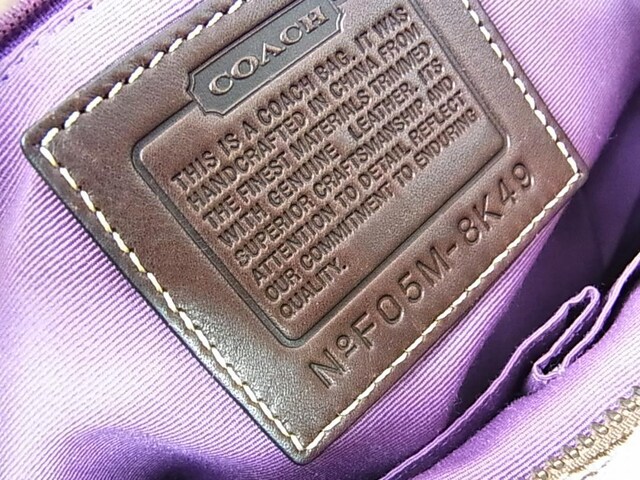 COACH
THIS IS A COACH BAG. IT WAS
HANDCRAFTED IN CHINA FROM
THE FINEST MATERIALS TRIMMED
WITH GENUINE LEATHER. ITS
SUPERIOR CRAFTSMANSHIP AND
ATTENTION TO DETAIL REFLECT
OUR COMMITMENT TO ENDURING
QUALITY.
NºF05M-8K49